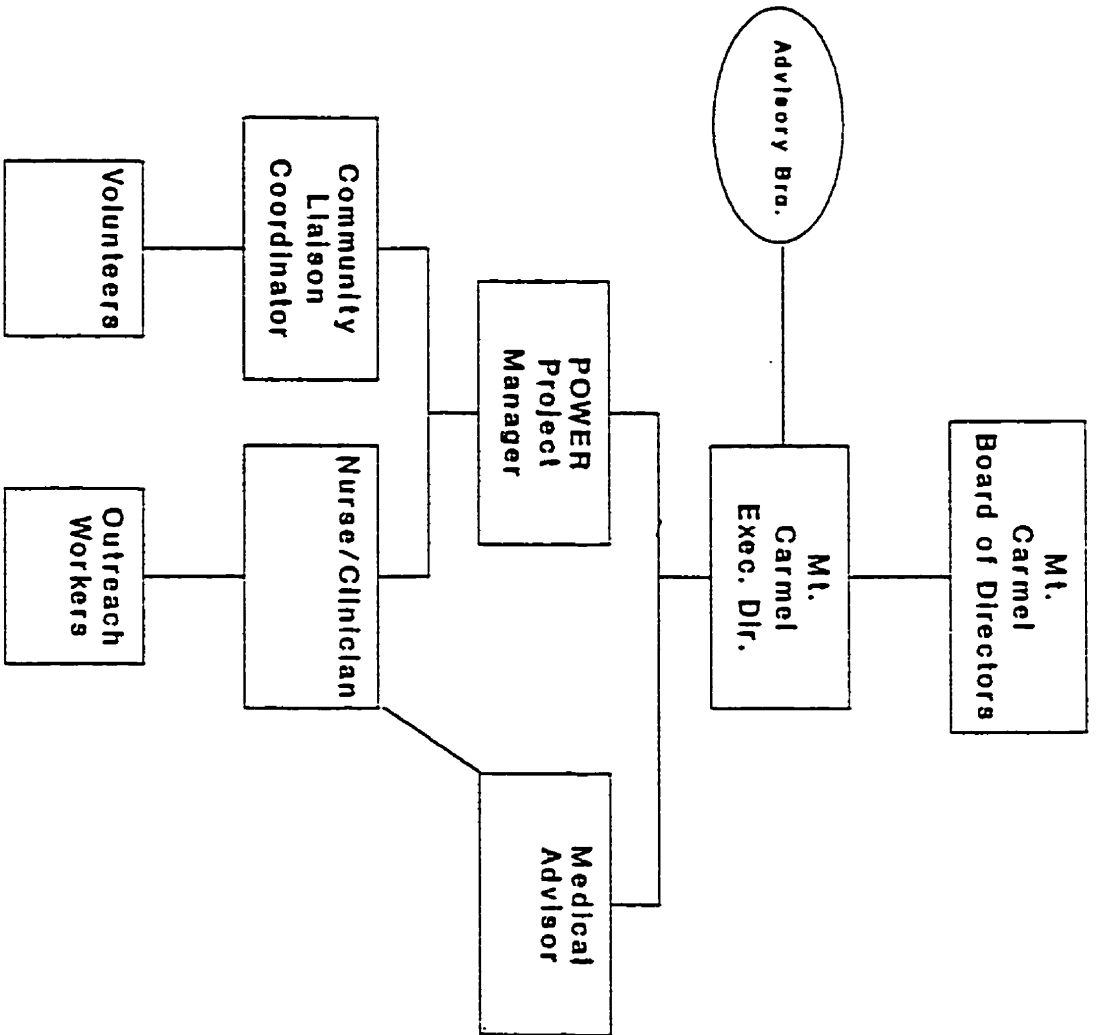 Mt.
Carmel
Board of Directors
Advisory Brd.
Mt.
Carmel
Exec. Dir.
POWER
Project
Manager
Medical
Advisor
Community
Liaison
Coordinator
Nurse/Clinician
Volunteers
Outreach
Workers